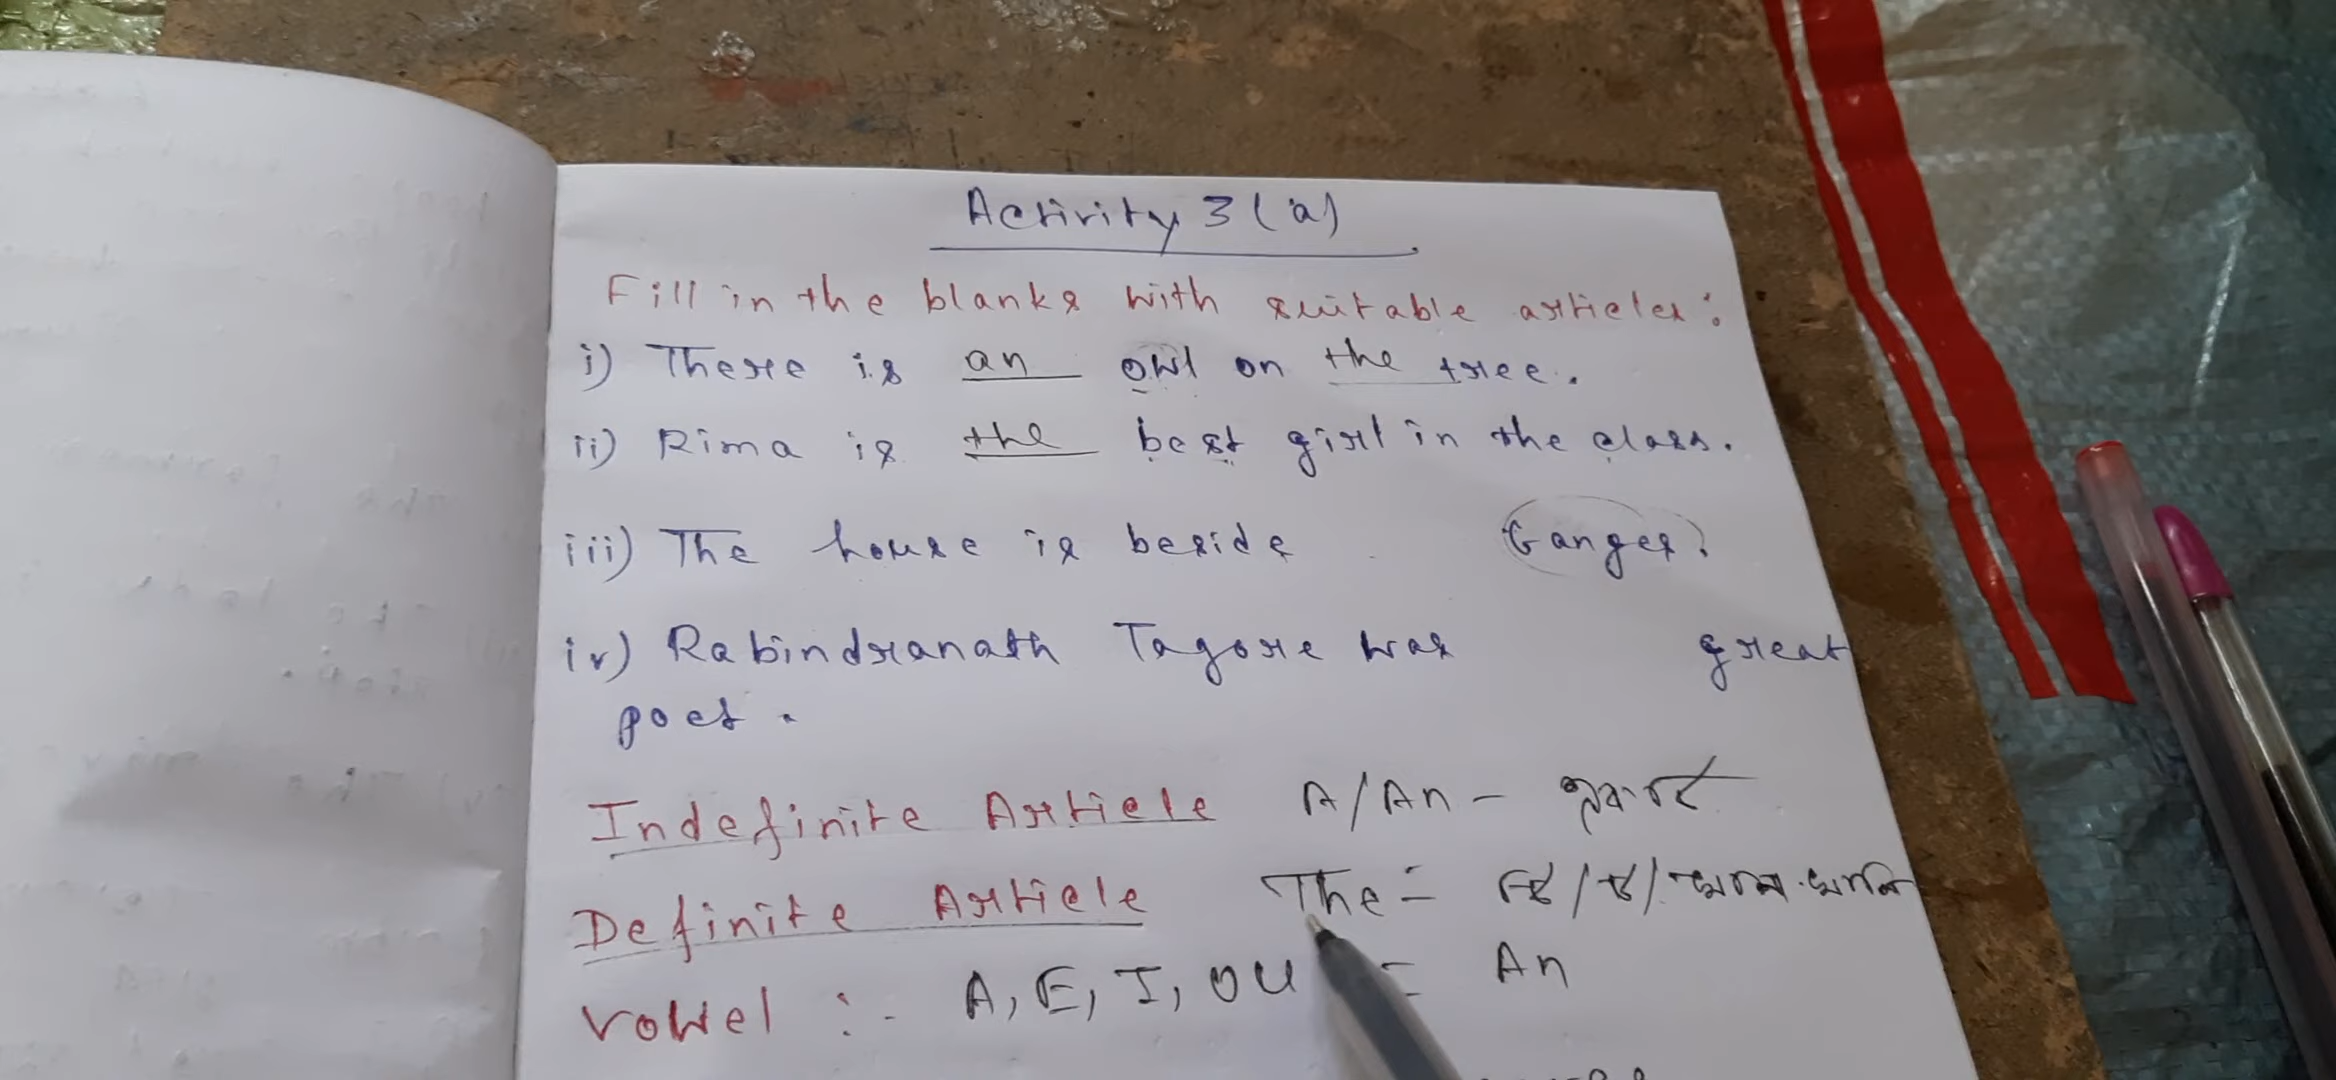 Activity 3 (a)
Fill in the blanks with suitable articles:
i) There is an owl on the tree.
ii) Rima is the best girl in the class.
iii) The house is beside Ganges.
iv) Rabindranath Tagore was great
poet.
Indefinite Article A/An -
Definite Article The =
Vowel :- A, E, I, O U = An